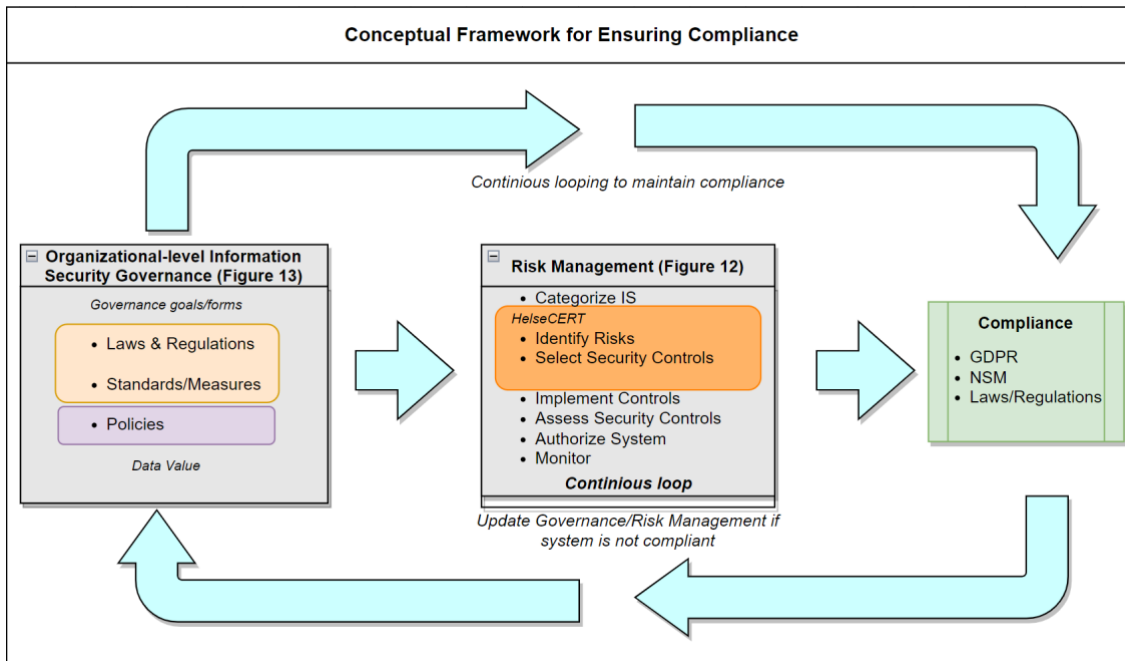 Conceptual Framework for Ensuring Compliance
Continious looping to maintain compliance
Organizational-level Information
Security Governance (Figure 13)
Governance goals/forms
• Laws & Regulations
• Standards/Measures
• Policies
Data Value
Risk Management (Figure 12)
• Categorize IS
HelseCERT
• Identify Risks
• Select Security Controls
• Implement Controls
• Assess Security Controls
• Authorize System
• Monitor
Continious loop
Update Governance/Risk Management if
system is not compliant
Compliance
• GDPR
• NSM
• Laws/Regulations